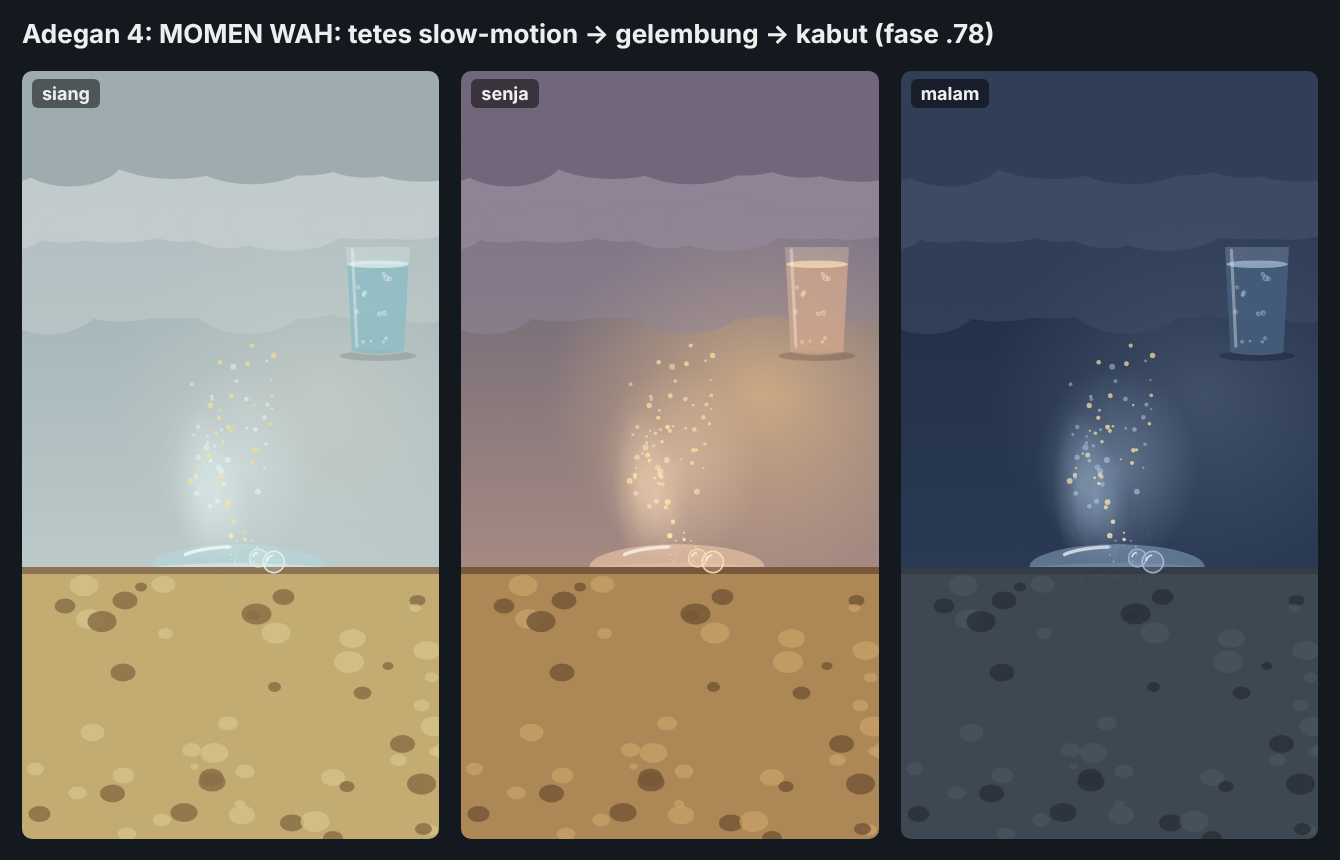 Adegan 4: MOMEN WAH: tetes slow-motion → gelembung → kabut (fase .78)
siang
senja
malam